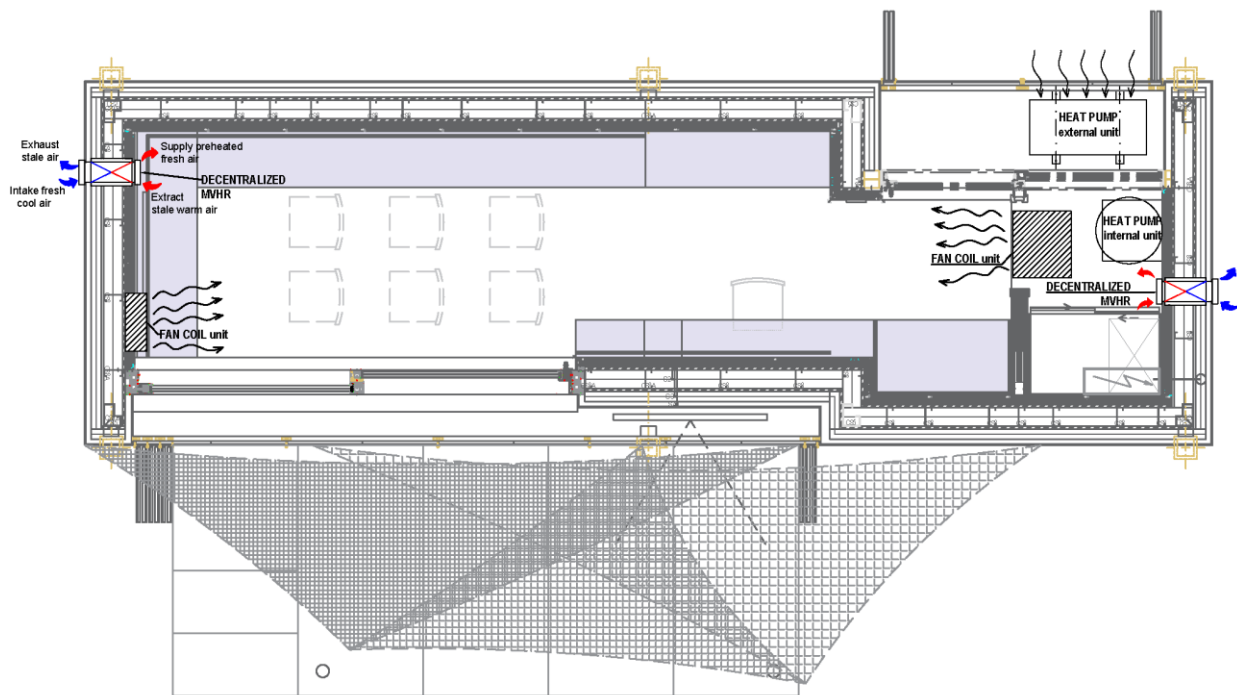 HEAT PUMP
external unit
Exhaust
stale air
Supply preheated
fresh air
DECENTRALIZED
MVHR
Intake fresh
cool air
Extract
stale warm air
HEAT PUMP
internal unit
FAN COIL unit
DECENTRALIZED
MVHR
FAN COIL unit